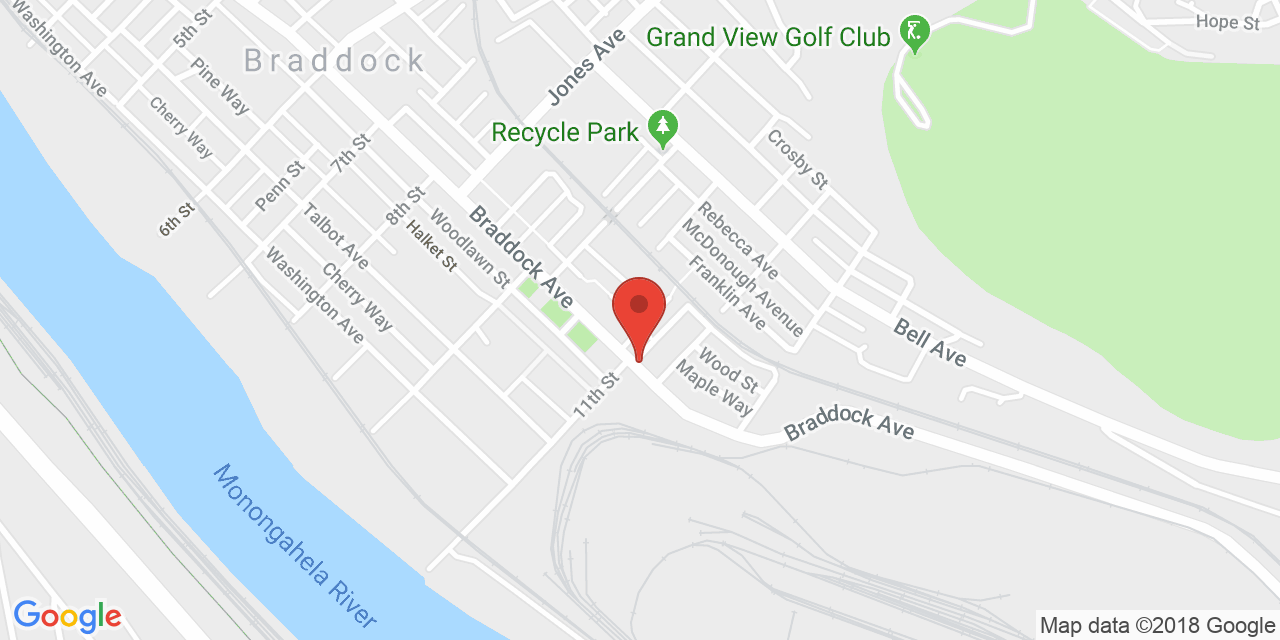 Washington Ave
5th St
Braddock
Jones Ave
Grand View Golf Club
Hope St
Pine Way
Cherry Way
Recycle Park
Crosby St
7th St
Penn St
6th St
8th St
Talbot Ave
Halket St
Woodlawn St
Braddock Ave
Rebecca Ave
McDonough Avenue
Franklin Ave
Washington Ave
Cherry Way
Bell Ave
Wood St
Maple Way
11th St
Braddock Ave
Monongahela River
Google
Map data ©2018 Google